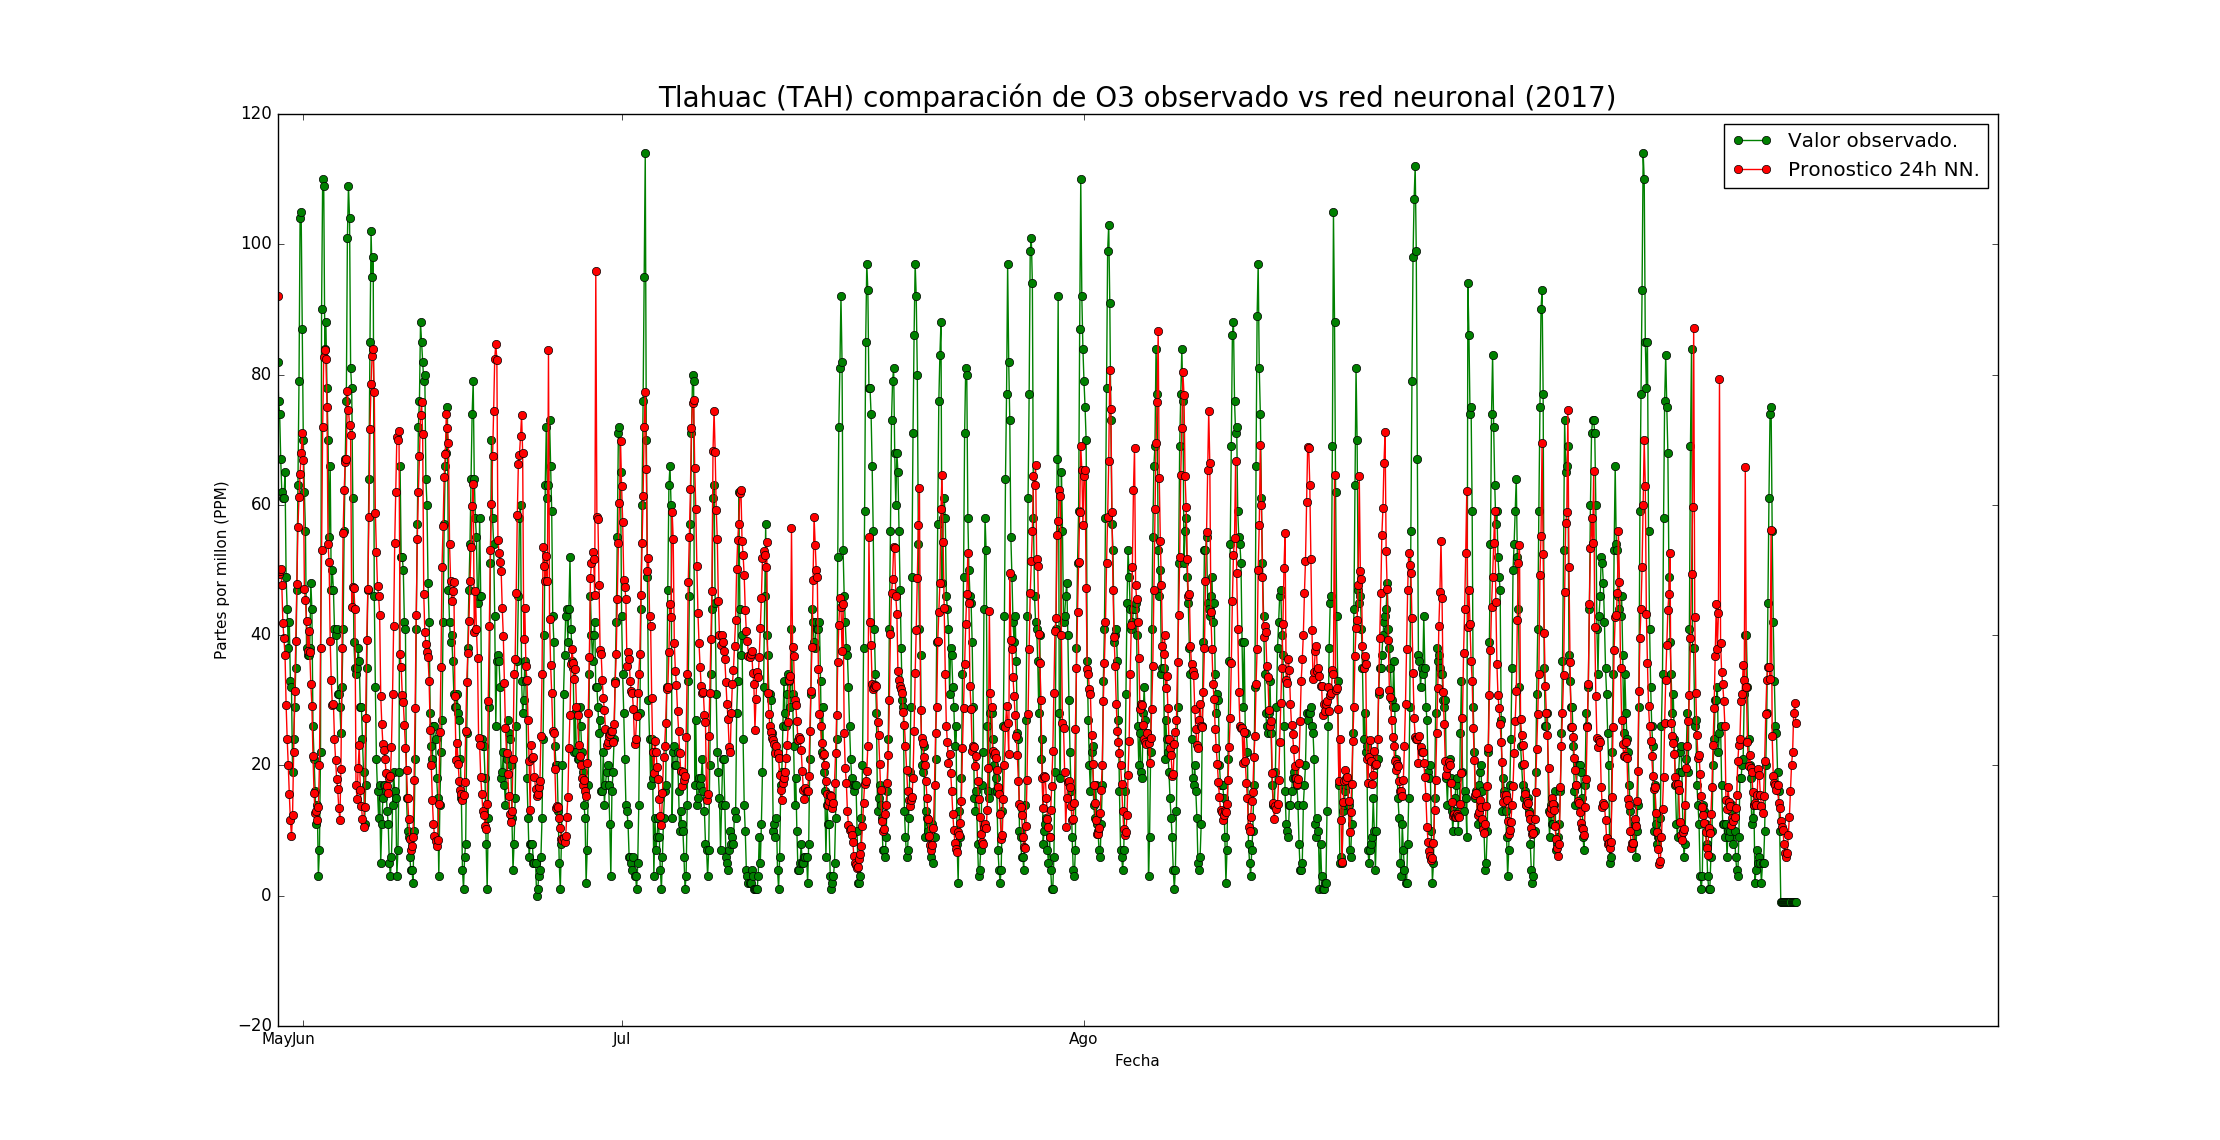 Tlahuac (TAH) comparación de O3 observado vs red neuronal (2017)
Valor observado.
Pronostico 24h NN.
Partes por millon (PPM)
120
100
80
60
40
20
0
−20
May
Jun
Jul
Ago
Fecha